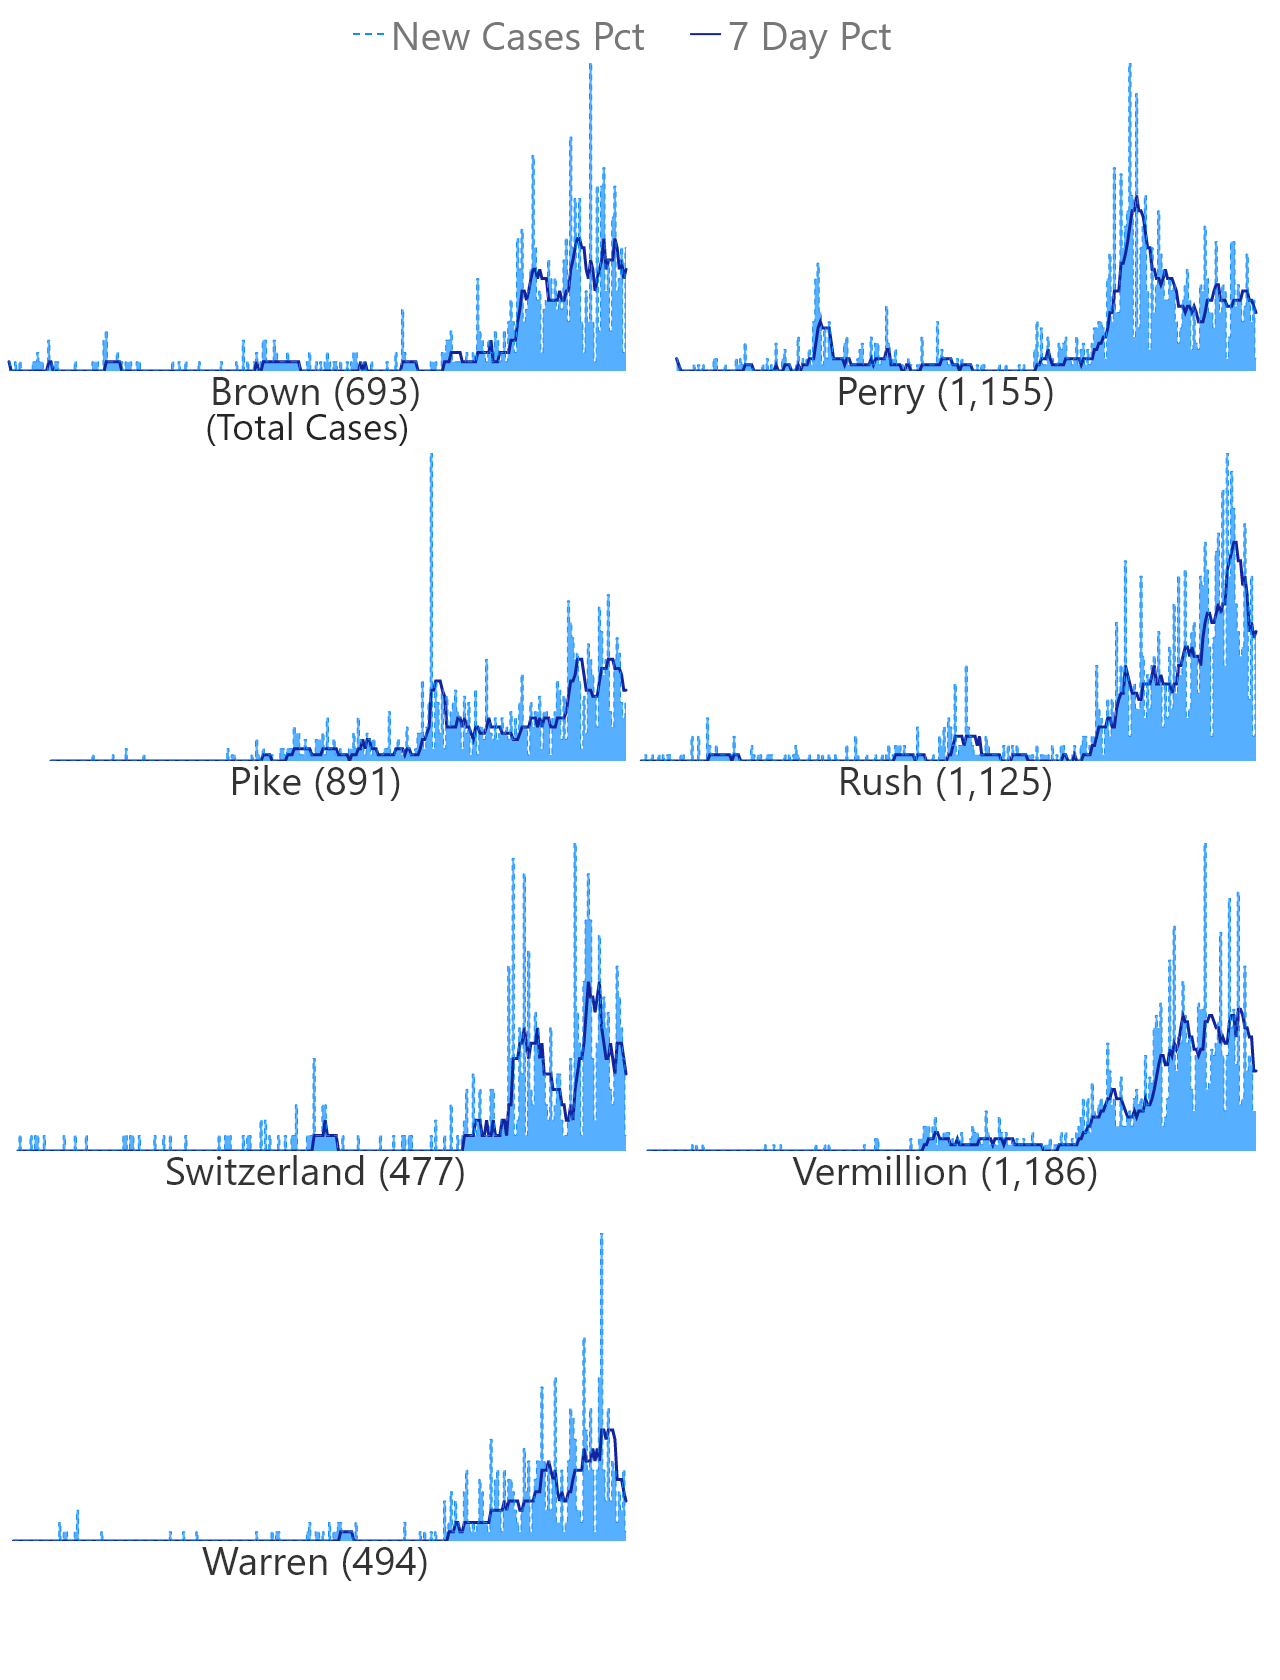 New Cases Pct 7 Day Pct
Brown (693)
(Total Cases)
Perry (1,155)
Pike (891)
Rush (1,125)
Switzerland (477)
Vermillion (1,186)
Warren (494)